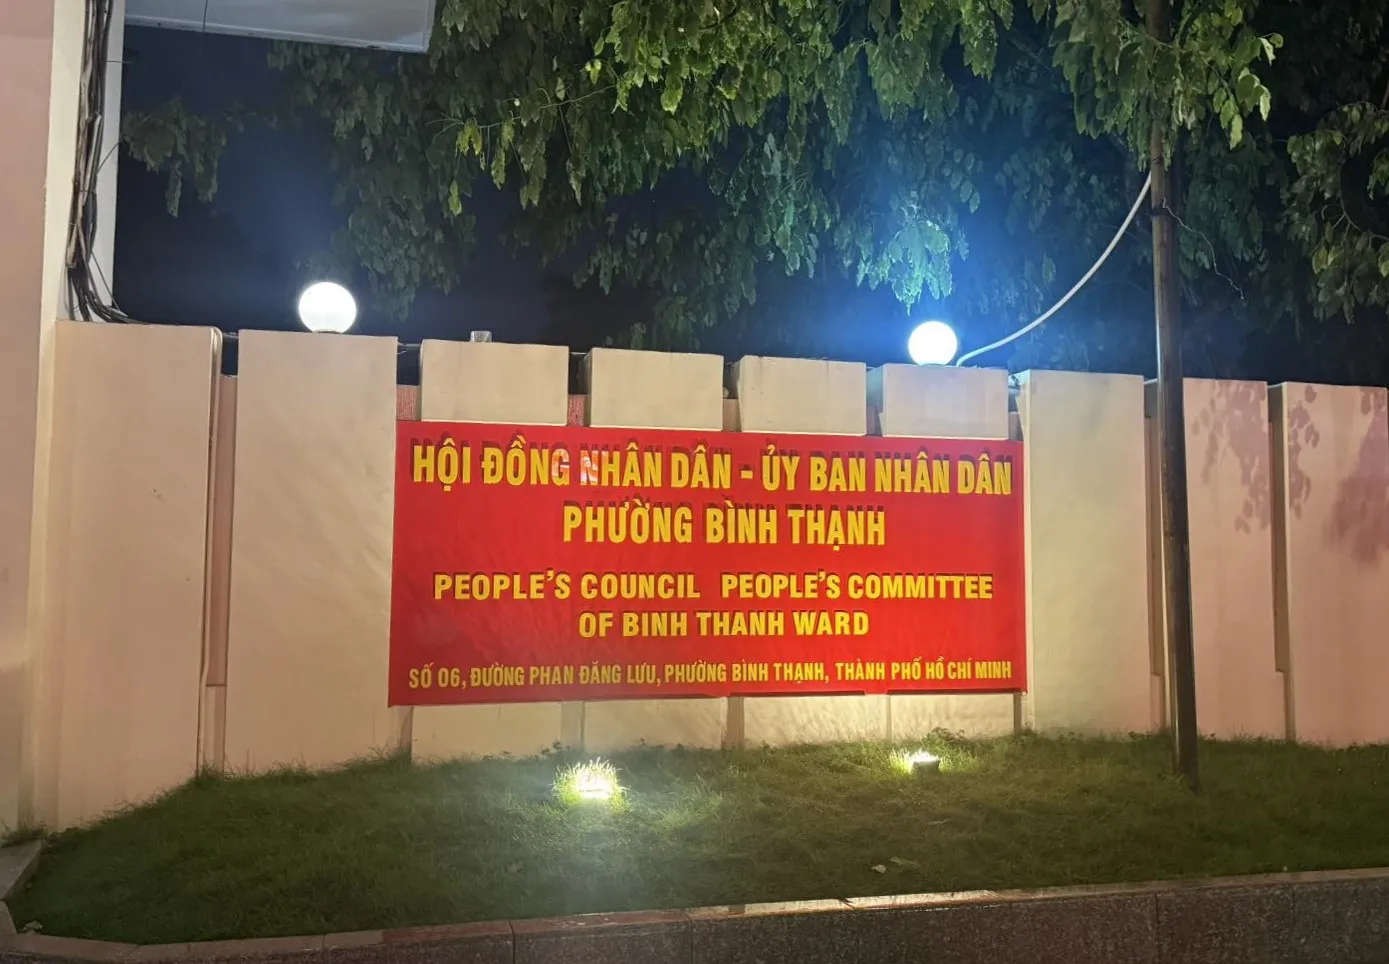 HỘI ĐỒNG NHÂN DÂN - ỦY BAN NHÂN DÂN
PHƯỜNG BÌNH THẠNH
PEOPLE'S COUNCIL PEOPLE'S COMMITTEE
OF BINH THANH WARD
SỐ 06, ĐƯỜNG PHAN ĐĂNG LƯU, PHƯỜNG BÌNH THẠNH, THÀNH PHỐ HỒ CHÍ MINH